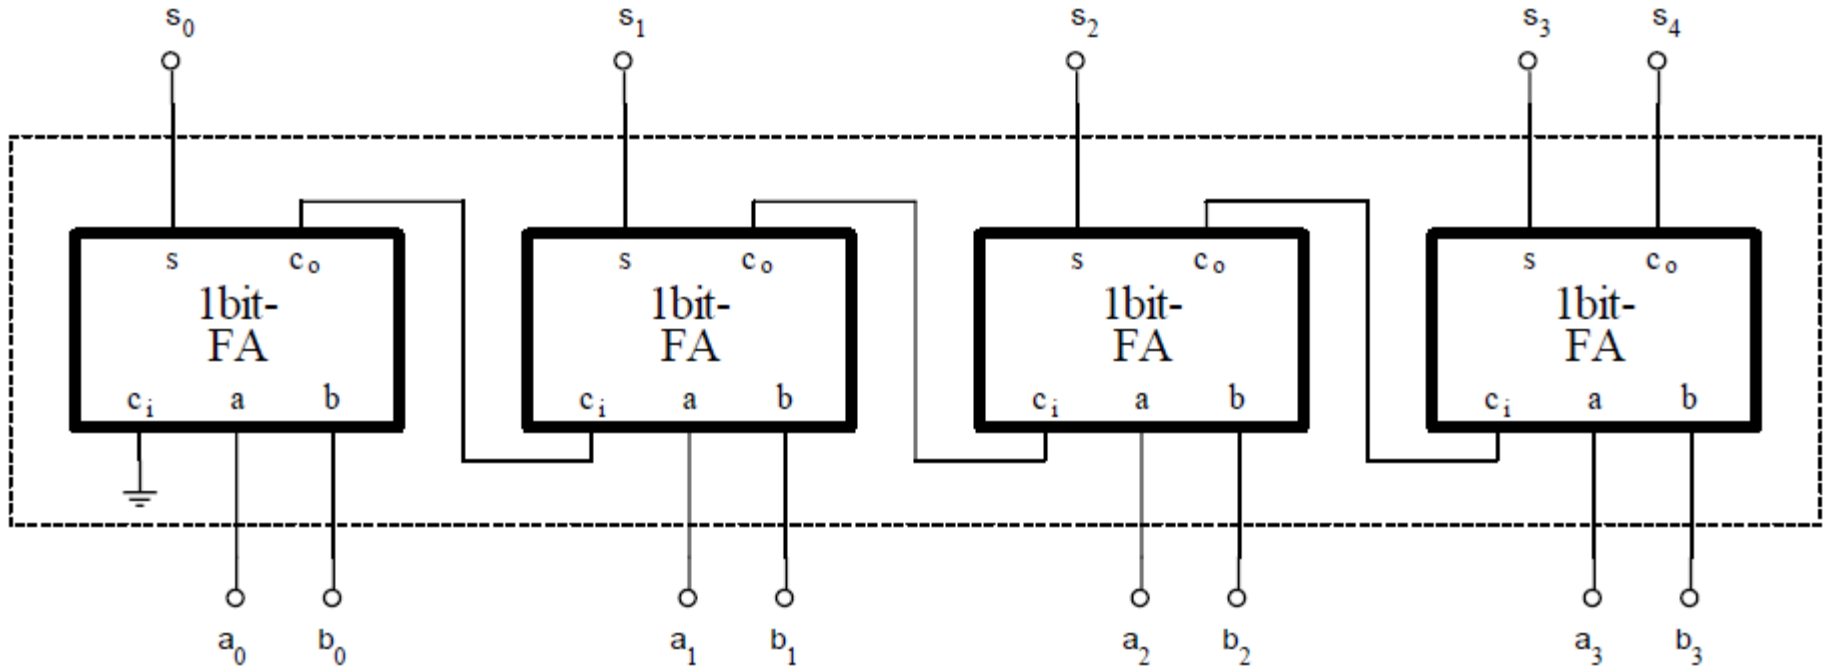 s0 s1 s2 s3 s4
s co s co s co s co
1bit- 1bit- 1bit- 1bit-
FA FA FA FA
ci a b ci a b ci a b ci a b
a0 b0 a1 b1 a2 b2 a3 b3